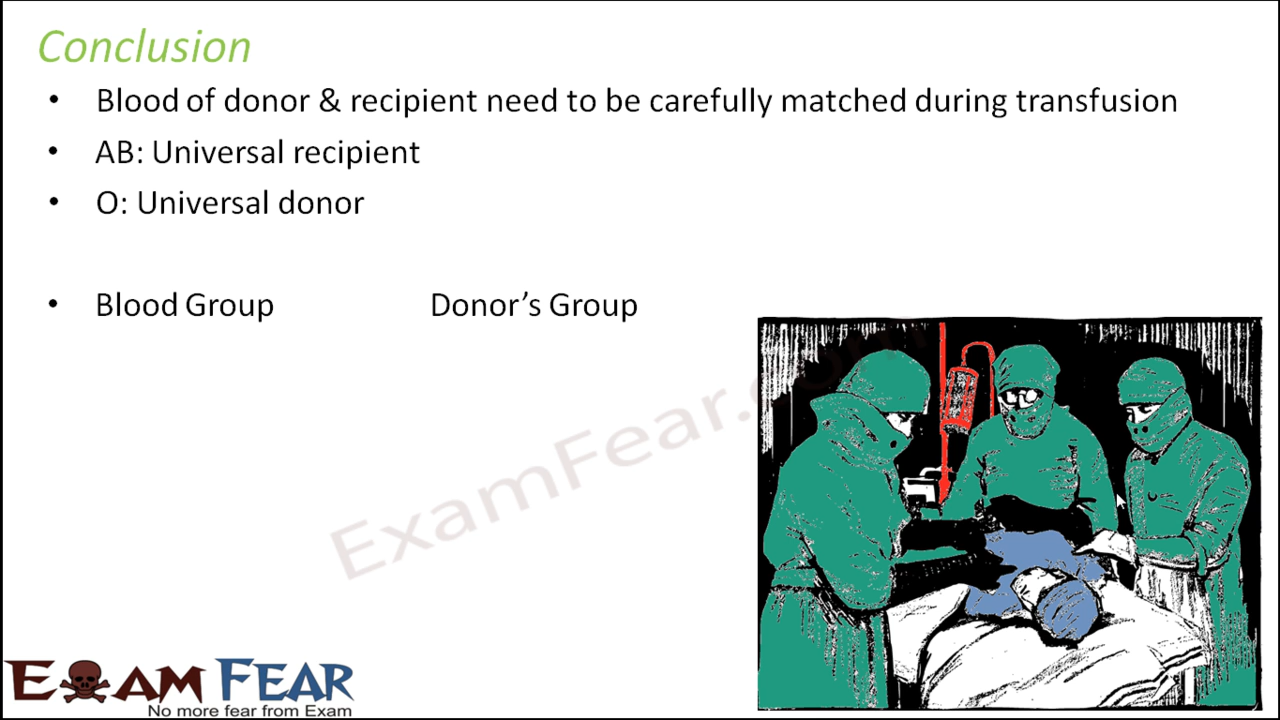 Conclusion
• Blood of donor & recipient need to be carefully matched during transfusion
• AB: Universal recipient
• O: Universal donor
• Blood Group Donor’s Group
ExamFear.com
EXAM FEAR
No more fear from Exam